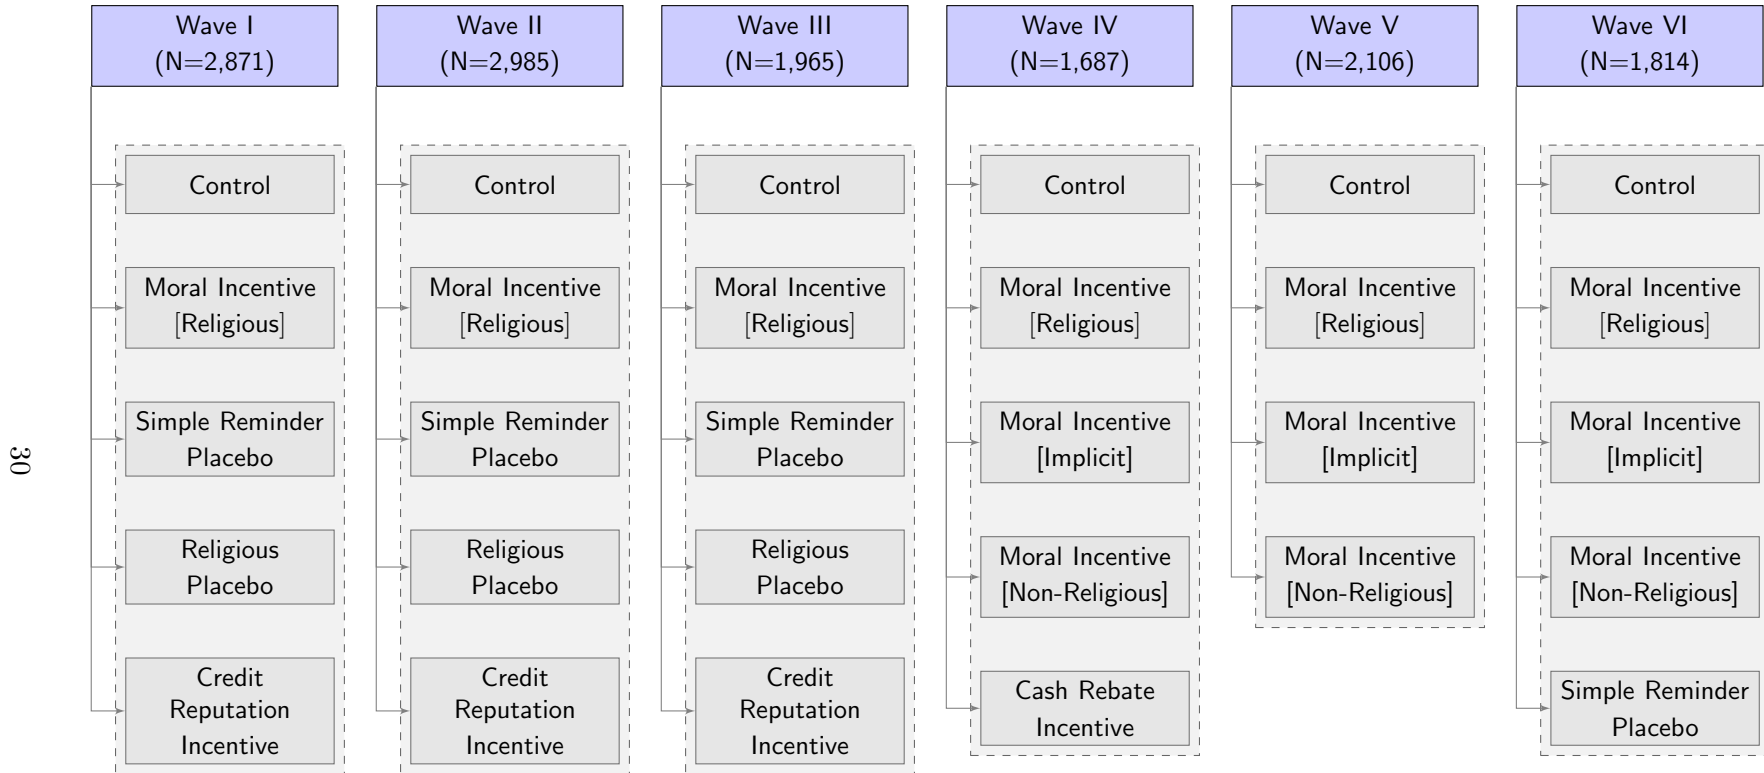 Wave I
(N=2,871)
Control
Moral Incentive
[Religious]
Simple Reminder
Placebo
Religious
Placebo
Credit
Reputation
Incentive
Wave II
(N=2,985)
Control
Moral Incentive
[Religious]
Simple Reminder
Placebo
Religious
Placebo
Credit
Reputation
Incentive
Wave III
(N=1,965)
Control
Moral Incentive
[Religious]
Simple Reminder
Placebo
Religious
Placebo
Credit
Reputation
Incentive
Wave IV
(N=1,687)
Control
Moral Incentive
[Religious]
Moral Incentive
[Implicit]
Moral Incentive
[Non-Religious]
Cash Rebate
Incentive
Wave V
(N=2,106)
Control
Moral Incentive
[Religious]
Moral Incentive
[Implicit]
Moral Incentive
[Non-Religious]
Wave VI
(N=1,814)
Control
Moral Incentive
[Religious]
Moral Incentive
[Implicit]
Moral Incentive
[Non-Religious]
Simple Reminder
Placebo
30